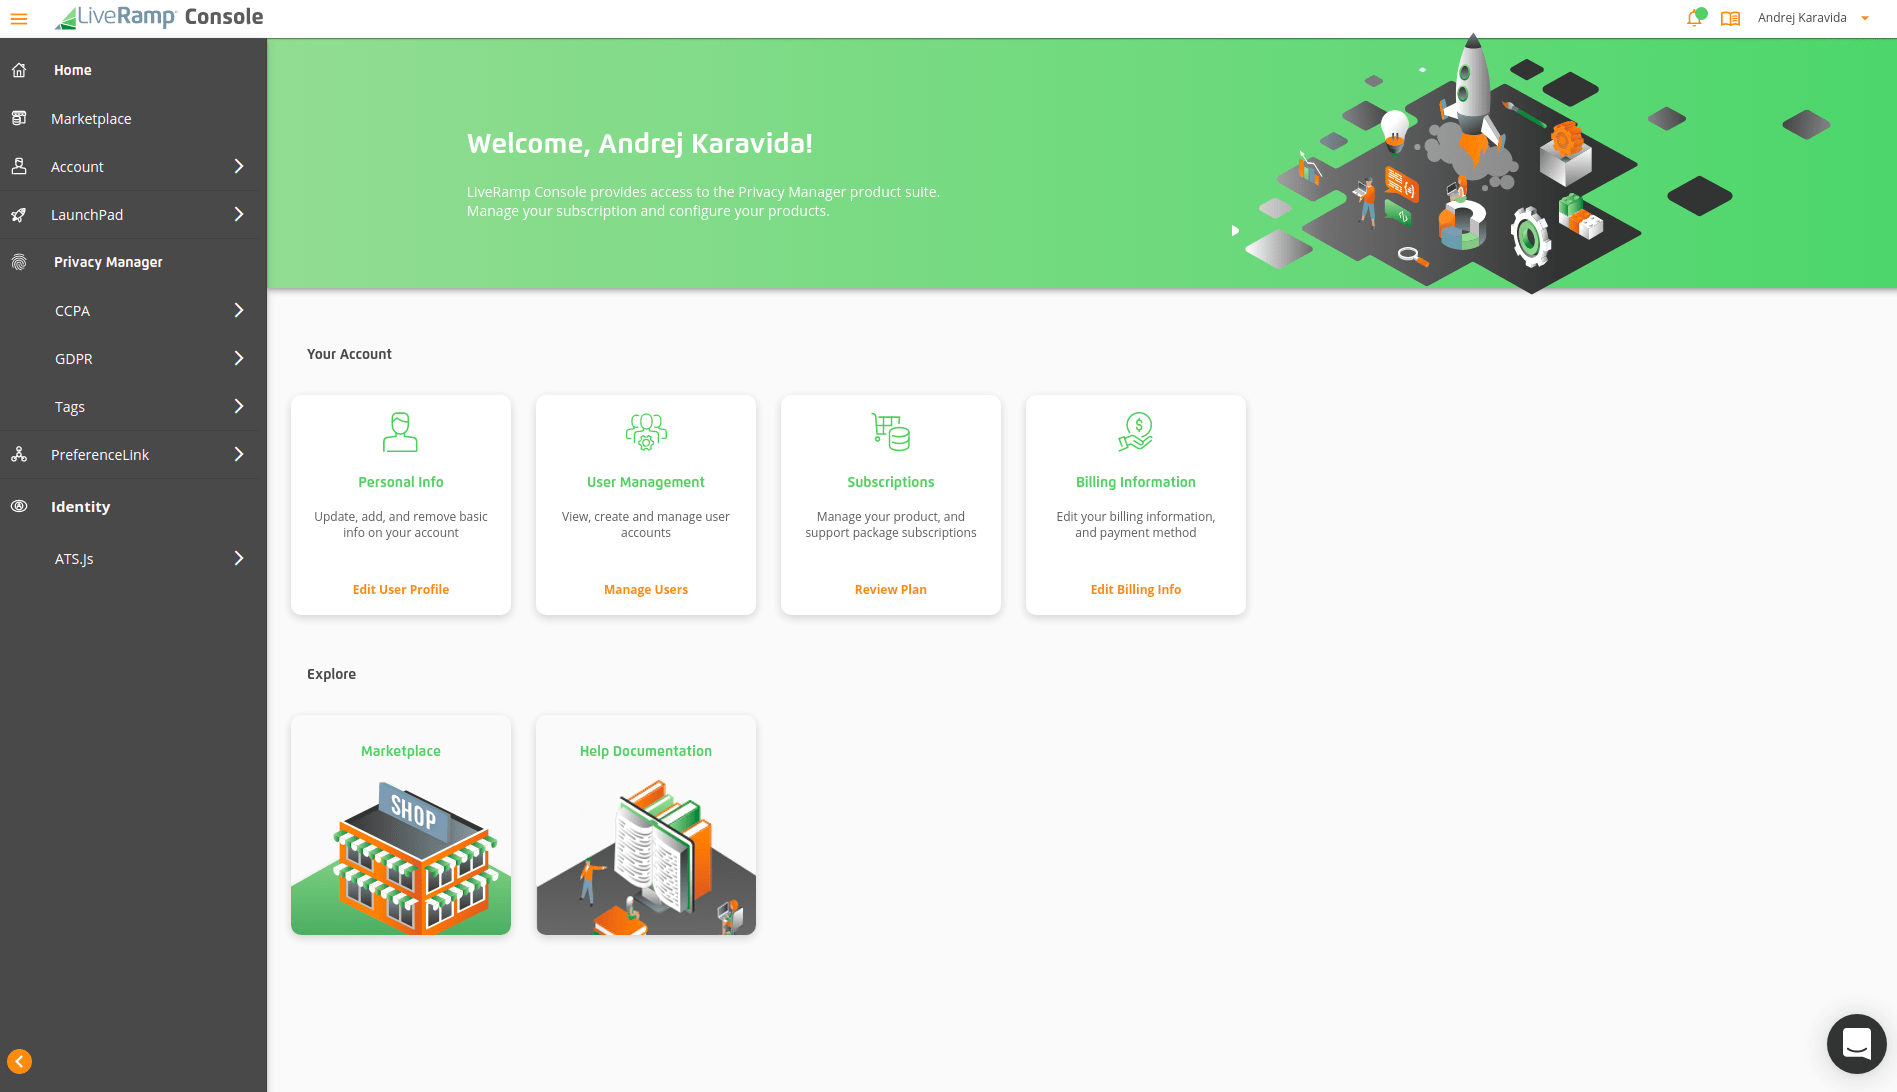 LiveRamp Console
Andrej Karavida
Home
Marketplace
Account
LaunchPad
Privacy Manager
CCPA
GDPR
Tags
PreferenceLink
Identity
ATS.Js
Welcome, Andrej Karavida!
LiveRamp Console provides access to the Privacy Manager product suite.
Manage your subscription and configure your products.
Your Account
Personal Info
Update, add, and remove basic
info on your account
Edit User Profile
User Management
View, create and manage user
accounts
Manage Users
Subscriptions
Manage your product, and
support package subscriptions
Review Plan
Billing Information
Edit your billing information,
and payment method
Edit Billing Info
Explore
Marketplace
SHOP
Help Documentation